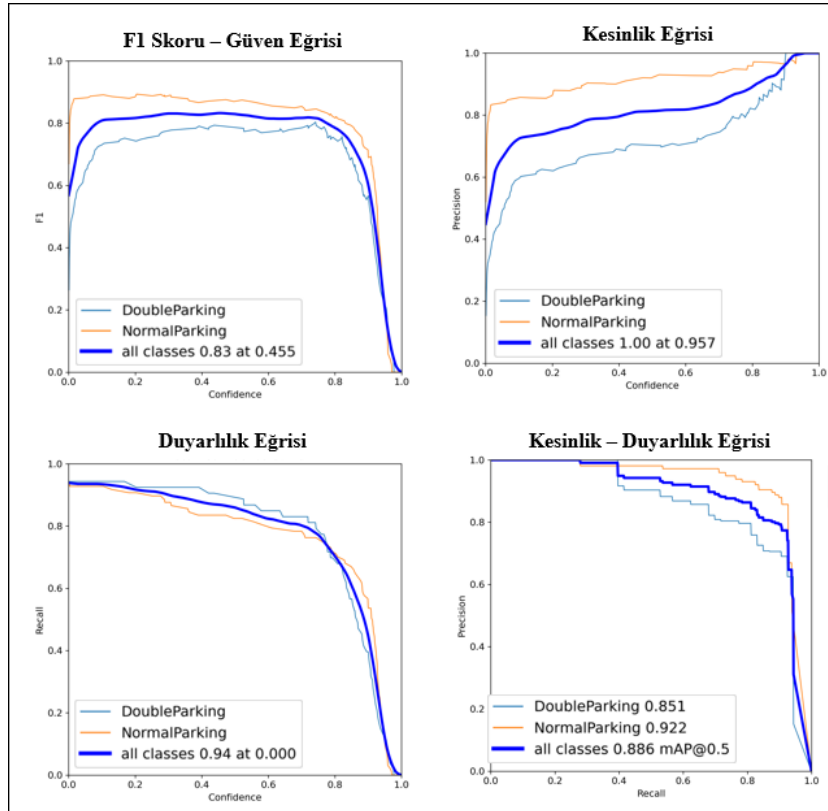 F1 Skoru – Güven Eğrisi
1.0
0.8
0.6
0.4
0.2
0.0
F1
0.0 0.2 0.4 0.6 0.8 1.0
Confidence
DoubleParking
NormalParking
all classes 0.83 at 0.455
Kesinlik Eğrisi
1.0
0.8
0.6
0.4
0.2
0.0
Precision
0.0 0.2 0.4 0.6 0.8 1.0
Confidence
DoubleParking
NormalParking
all classes 1.00 at 0.957
Duyarlılık Eğrisi
1.0
0.8
0.6
0.4
0.2
0.0
Recall
0.0 0.2 0.4 0.6 0.8 1.0
Confidence
DoubleParking
NormalParking
all classes 0.94 at 0.000
Kesinlik – Duyarlılık Eğrisi
1.0
0.8
0.6
0.4
0.2
0.0
Precision
0.0 0.2 0.4 0.6 0.8 1.0
Recall
DoubleParking 0.851
NormalParking 0.922
all classes 0.886 mAP@0.5